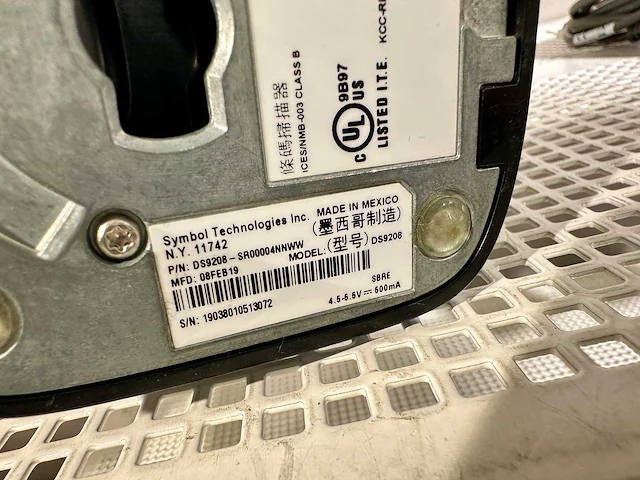 條碼掃描器
ICES/NMB-003 CLASS B
C UL US
9B97
LISTED I.T.E.
Symbol Technologies Inc.
MADE IN MEXICO
N.Y. 11742
(墨西哥制造)
P/N: DS9208-SR00004NNWW
MODEL: (型号) DS9208
MFD: 08FEB19
SBRE
4.5-5.5V ⎓ 500mA
S/N: 19038010513072